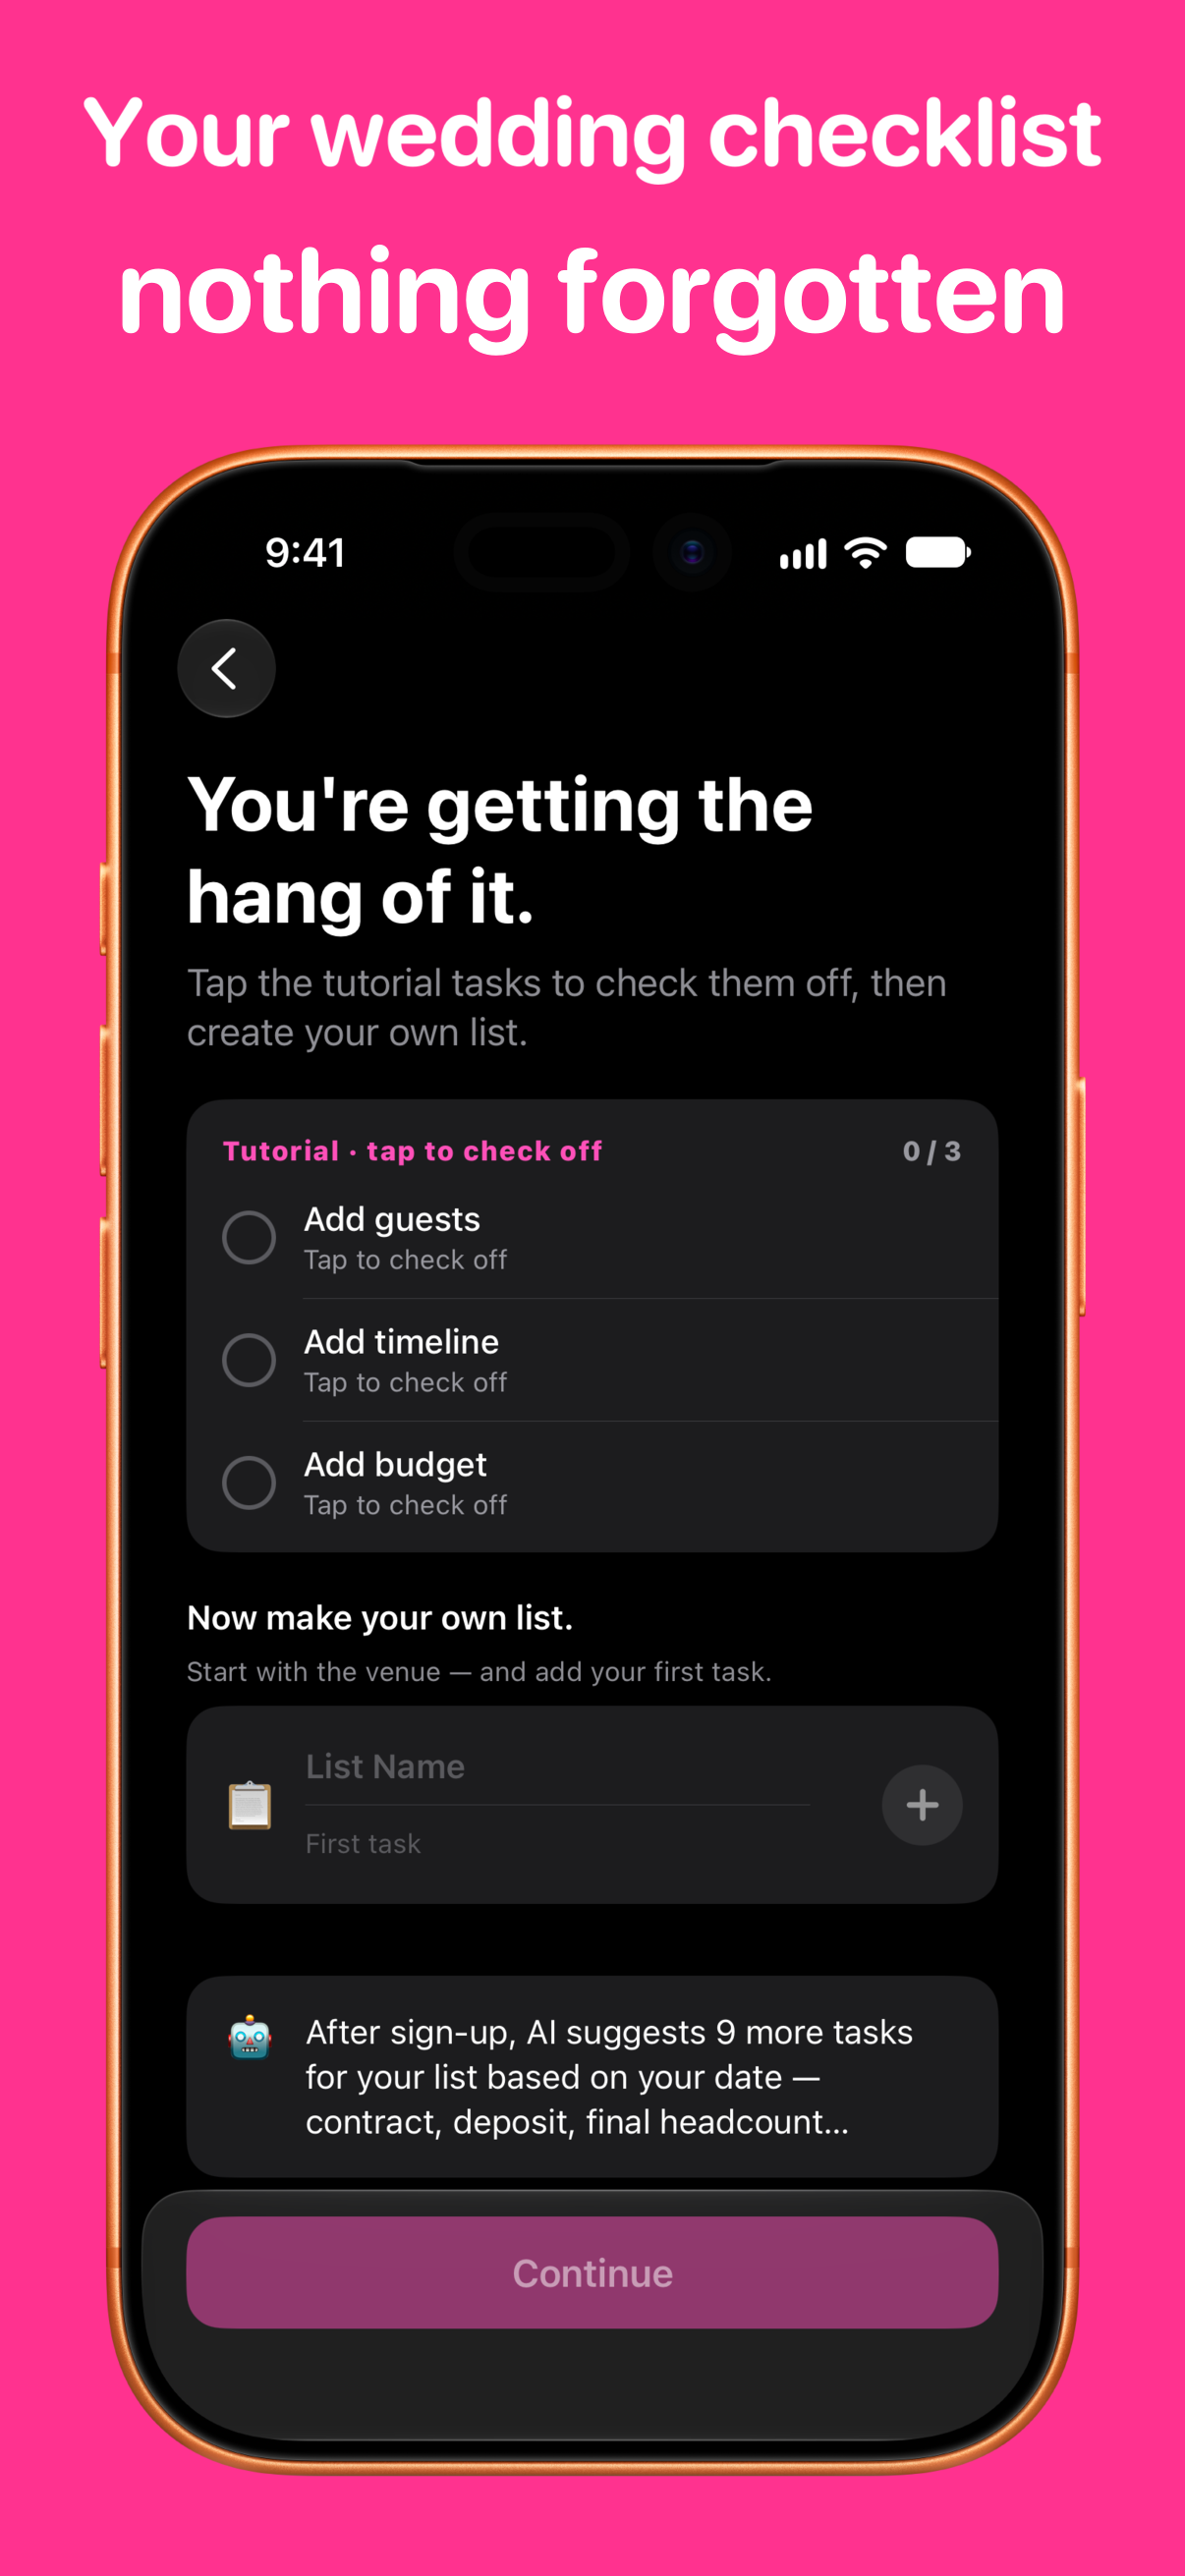 Your wedding checklist
nothing forgotten
9:41
You're getting the
hang of it.
Tap the tutorial tasks to check them off, then
create your own list.
Tutorial · tap to check off 0 / 3
Add guests
Tap to check off
Add timeline
Tap to check off
Add budget
Tap to check off
Now make your own list.
Start with the venue — and add your first task.
List Name
First task
After sign-up, AI suggests 9 more tasks
for your list based on your date —
contract, deposit, final headcount...
Continue